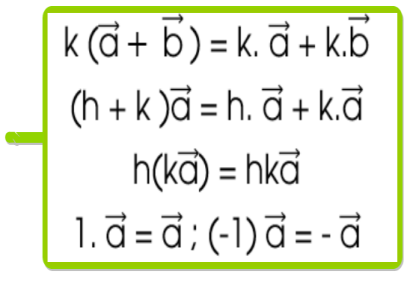 k (a⃗ + b⃗ ) = k. a⃗ + k.b⃗
(h + k )a⃗ = h. a⃗ + k.a⃗
h(ka⃗) = hka⃗
1. a⃗ = a⃗ ; (-1) a⃗ = - a⃗